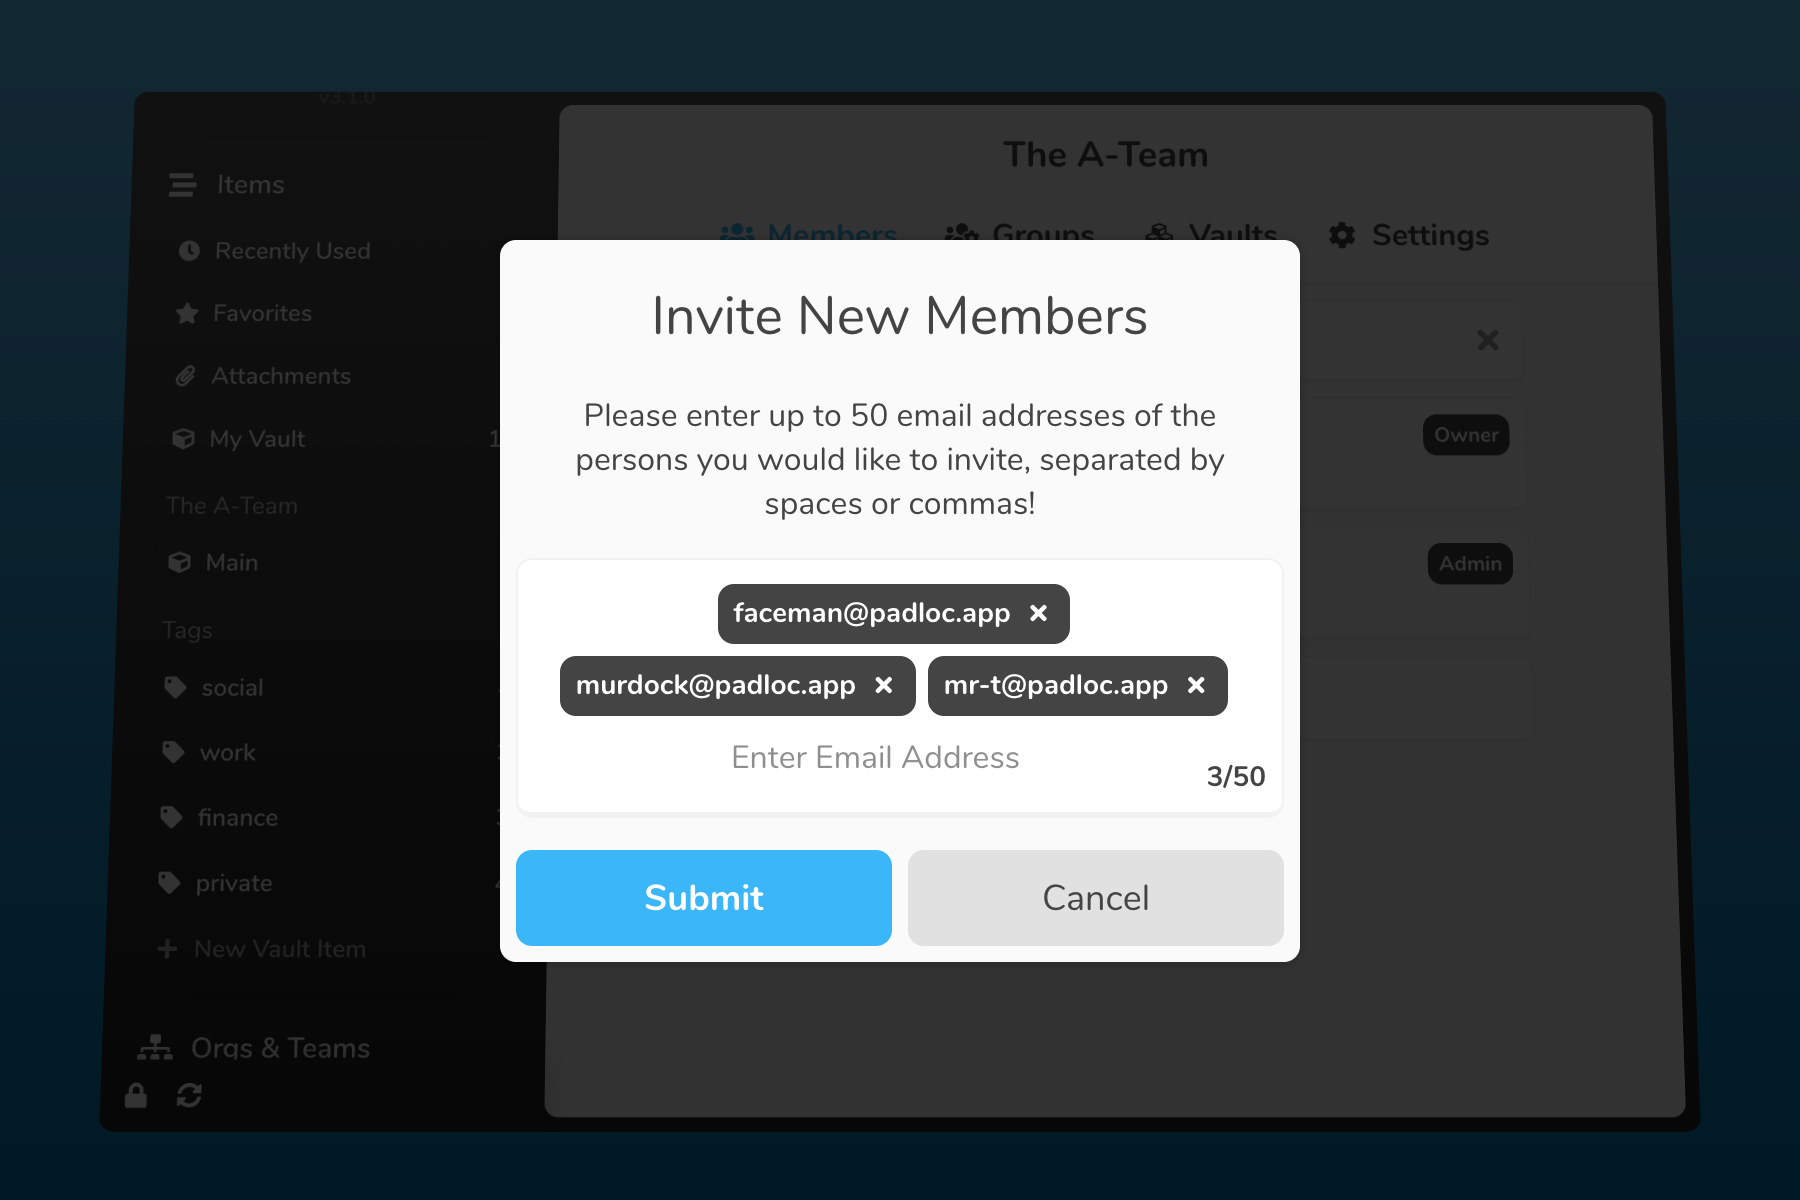 v3.1.0
Items
Recently Used
Favorites
Attachments
My Vault
The A-Team
Main
Tags
social
work
finance
private
New Vault Item
Orgs & Teams
The A-Team
Members Groups Vaults Settings
Owner
Admin
Invite New Members
Please enter up to 50 email addresses of the
persons you would like to invite, separated by
spaces or commas!
faceman@padloc.app
murdock@padloc.app mr-t@padloc.app
Enter Email Address
3/50
Submit Cancel